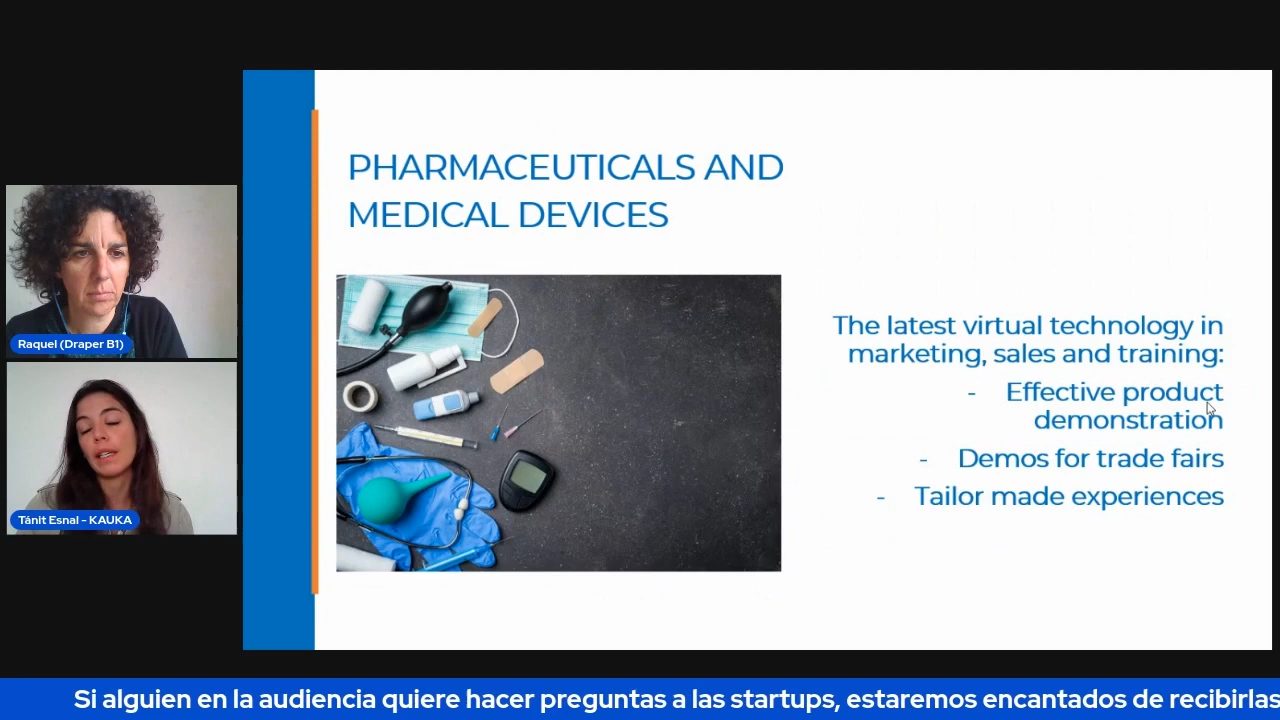 PHARMACEUTICALS AND
MEDICAL DEVICES
The latest virtual technology in
marketing, sales and training:
- Effective product
demonstration
- Demos for trade fairs
- Tailor made experiences
Raquel (Draper B1)
Tánit Esnal - KAUKA
Si alguien en la audiencia quiere hacer preguntas a las startups, estaremos encantados de recibirlas